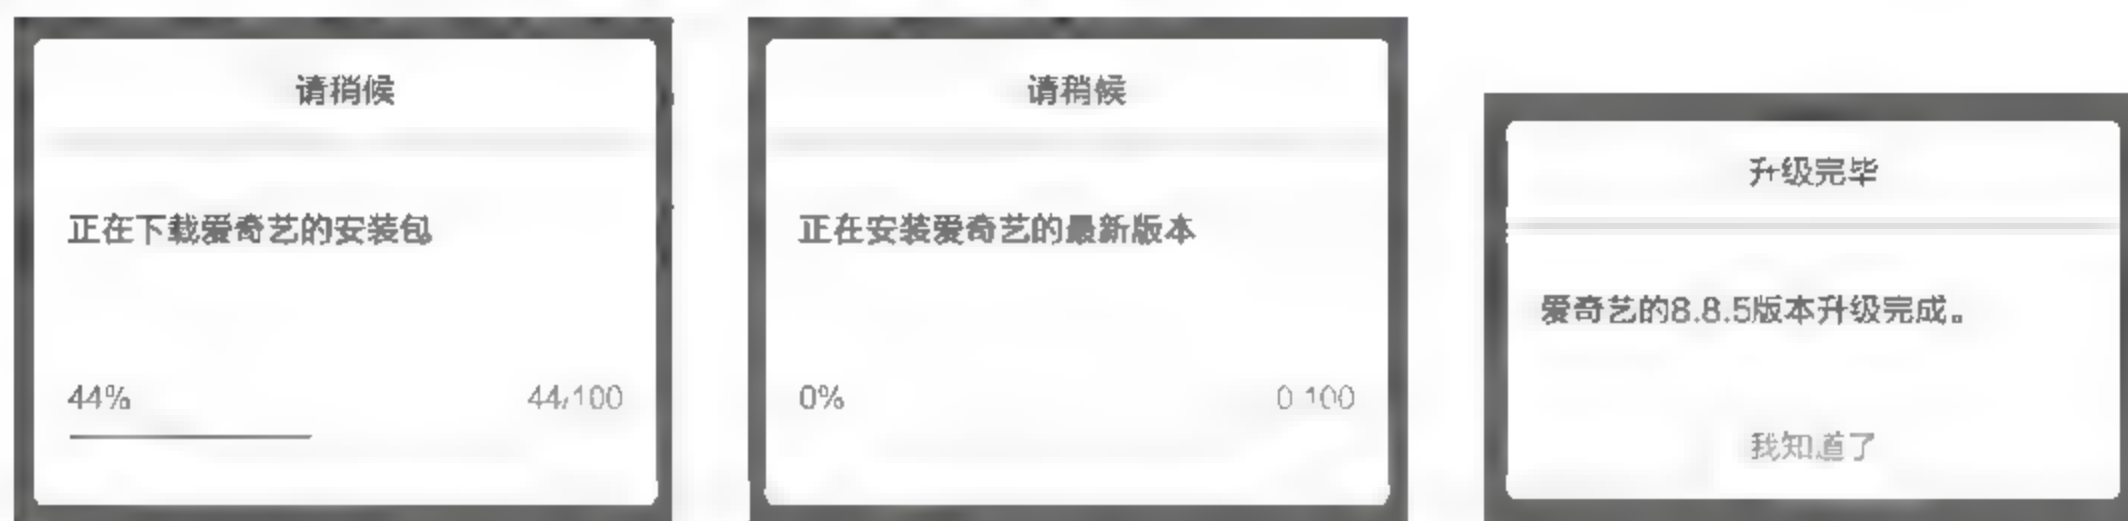 请稍候
正在下载爱奇艺的安装包
44%
44/100
请稍候
正在安装爱奇艺的最新版本
0%
0 100
升级完毕
爱奇艺的8.8.5版本升级完成。
我知道了